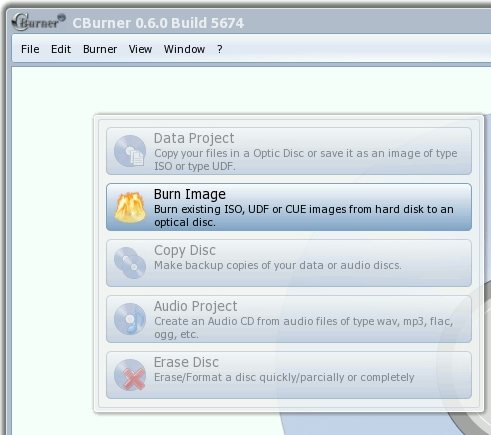 CBurner CBurner 0.6.0 Build 5674
File Edit Burner View Window ?
Data Project
Copy your files in a Optic Disc or save it as an image of type
ISO or type UDF.
Burn Image
Burn existing ISO, UDF or CUE images from hard disk to an
optical disc.
Copy Disc
Make backup copies of your data or audio discs.
Audio Project
Create an Audio CD from audio files of type wav, mp3, flac,
ogg, etc.
Erase Disc
Erase/Format a disc quickly/parcially or completely